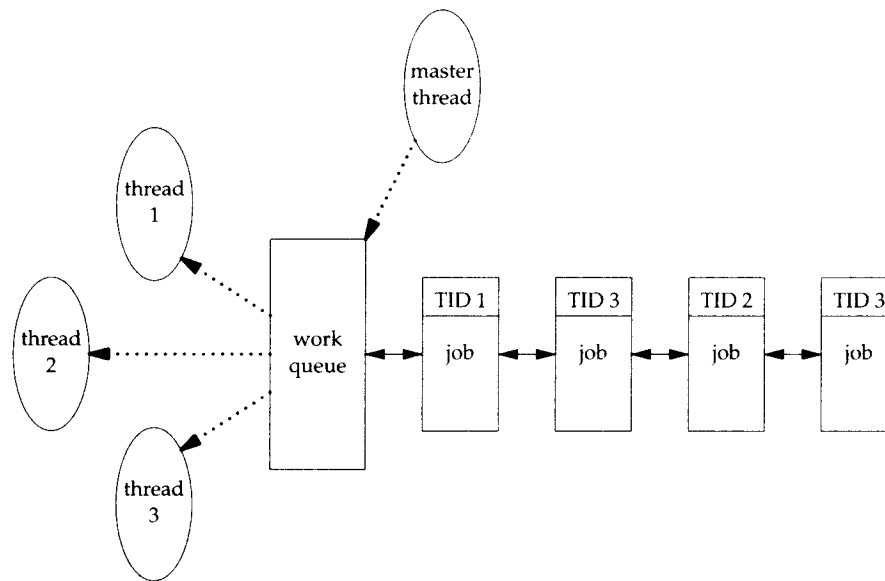 master
thread
thread
1
thread
2
thread
3
work
queue
TID 1
job
TID 3
job
TID 2
job
TID 3
job